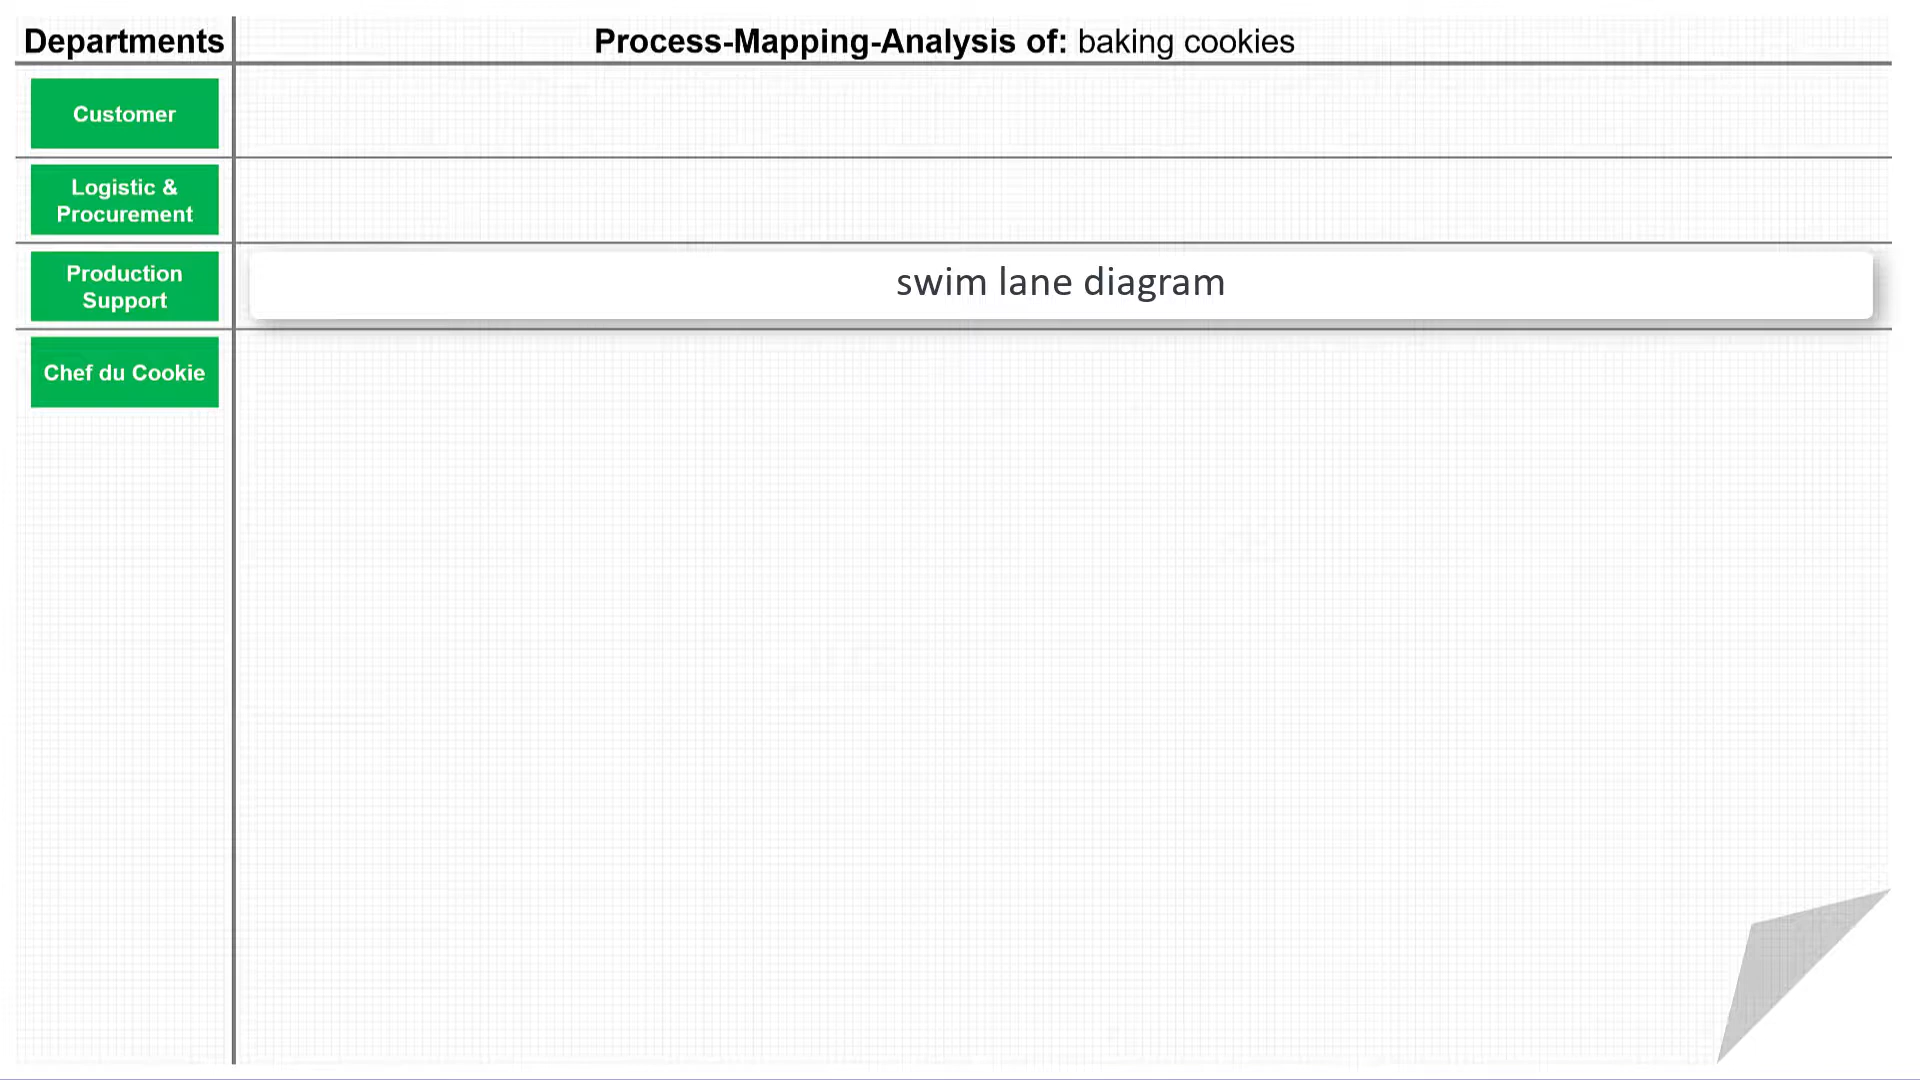 Departments
Process-Mapping-Analysis of: baking cookies
Customer
Logistic &
Procurement
Production
Support
swim lane diagram
Chef du Cookie